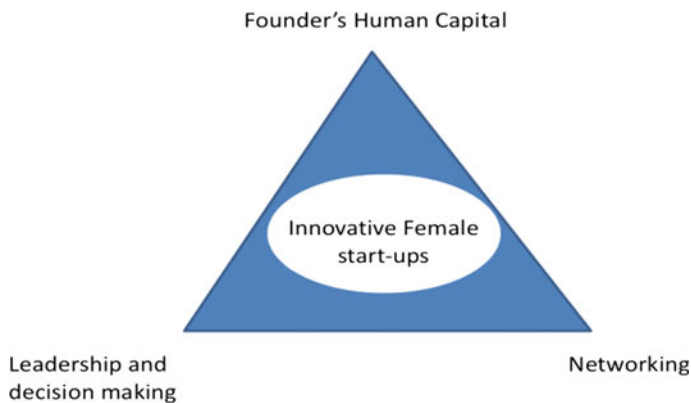 Founder's Human Capital
Innovative Female
start-ups
Leadership and
decision making
Networking